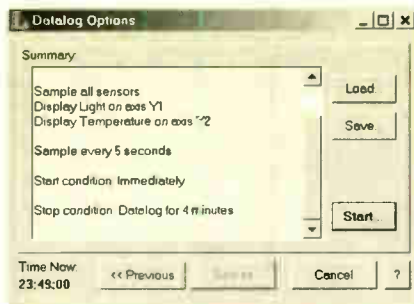 Datalog Options
Summary
Sample all sensors
Display Light on axis Y1
Display Temperature on axis Y2
Sample every 5 seconds
Start condition Immediately
Stop condition Datalog for 4 minutes
Load
Save
Start...
Time Now:
23:49:00
<< Previous
Cancel
?